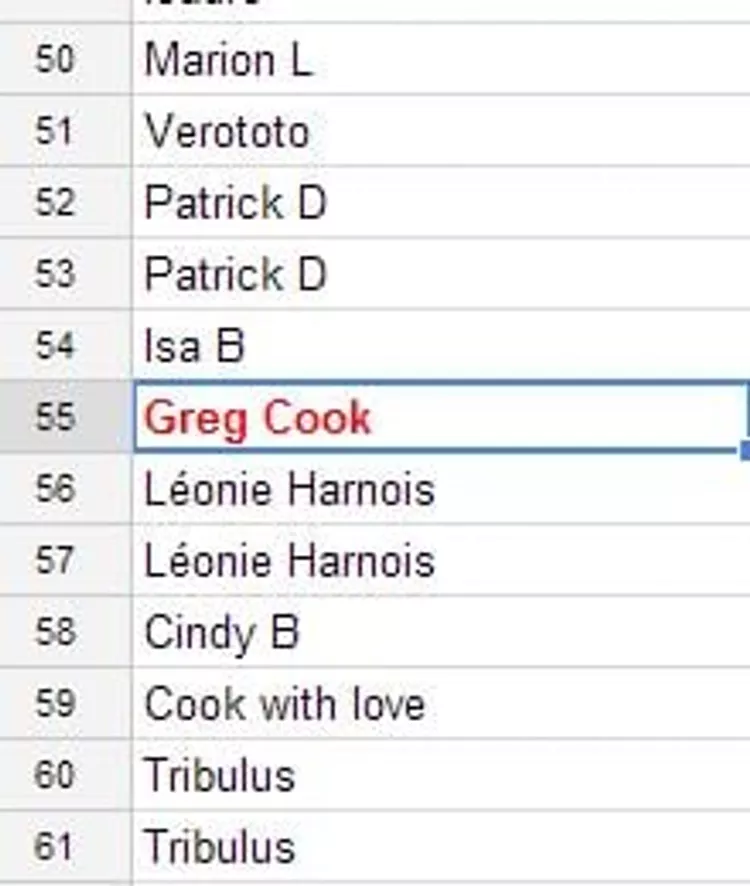 50 Marion L
51 Verototo
52 Patrick D
53 Patrick D
54 Isa B
55 Greg Cook
56 Léonie Harnois
57 Léonie Harnois
58 Cindy B
59 Cook with love
60 Tribulus
61 Tribulus